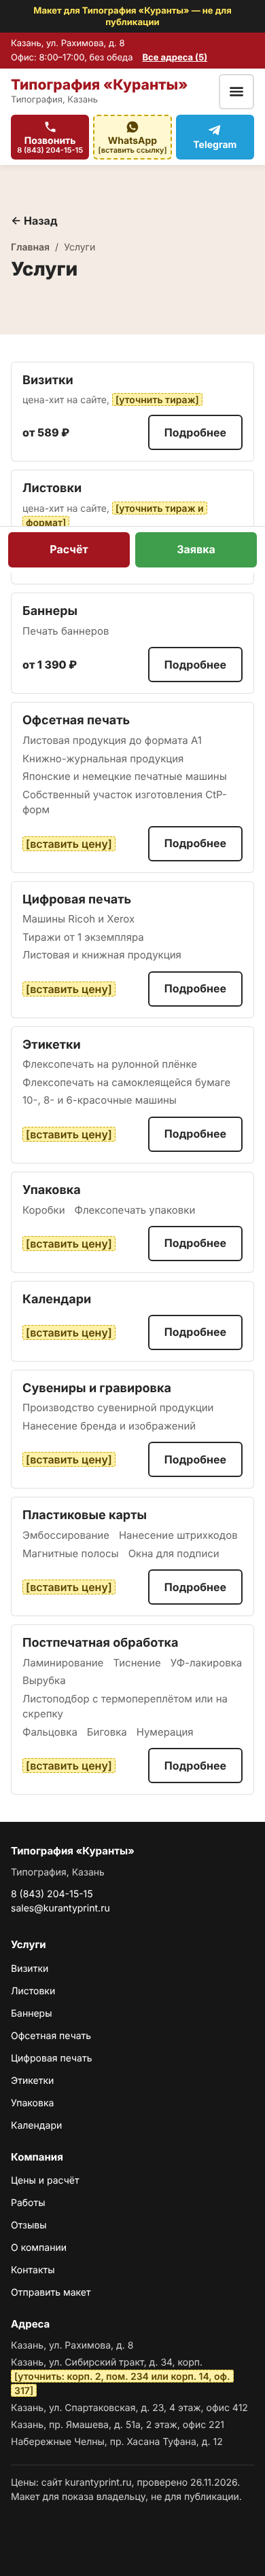 Макет для Типография «Куранты» — не для
публикации
Казань, ул. Рахимова, д. 8
Офис: 8:00–17:00, без обеда Все адреса (5)
Типография «Куранты»
Типография, Казань
Позвонить
8 (843) 204-15-15
WhatsApp
[вставить ссылку]
Telegram
← Назад
Главная / Услуги
Услуги
Визитки
цена-хит на сайте, [уточнить тираж]
от 589 ₽
Подробнее
Листовки
цена-хит на сайте, [уточнить тираж и
формат]
Расчёт
Заявка
Баннеры
Печать баннеров
от 1 390 ₽
Подробнее
Офсетная печать
Листовая продукция до формата А1
Книжно-журнальная продукция
Японские и немецкие печатные машины
Собственный участок изготовления CtP-
форм
[вставить цену]
Подробнее
Цифровая печать
Машины Ricoh и Xerox
Тиражи от 1 экземпляра
Листовая и книжная продукция
[вставить цену]
Подробнее
Этикетки
Флексопечать на рулонной плёнке
Флексопечать на самоклеящейся бумаге
10-, 8- и 6-красочные машины
[вставить цену]
Подробнее
Упаковка
Коробки Флексопечать упаковки
[вставить цену]
Подробнее
Календари
[вставить цену]
Подробнее
Сувениры и гравировка
Производство сувенирной продукции
Нанесение бренда и изображений
[вставить цену]
Подробнее
Пластиковые карты
Эмбоссирование Нанесение штрихкодов
Магнитные полосы Окна для подписи
[вставить цену]
Подробнее
Постпечатная обработка
Ламинирование Тиснение УФ-лакировка
Вырубка
Листоподбор с термопереплётом или на
скрепку
Фальцовка Биговка Нумерация
[вставить цену]
Подробнее
Типография «Куранты»
Типография, Казань
8 (843) 204-15-15
sales@kurantyprint.ru
Услуги
Визитки
Листовки
Баннеры
Офсетная печать
Цифровая печать
Этикетки
Упаковка
Календари
Компания
Цены и расчёт
Работы
Отзывы
О компании
Контакты
Отправить макет
Адреса
Казань, ул. Рахимова, д. 8
Казань, ул. Сибирский тракт, д. 34, корп.
[уточнить: корп. 2, пом. 234 или корп. 14, оф.
317]
Казань, ул. Спартаковская, д. 23, 4 этаж, офис 412
Казань, пр. Ямашева, д. 51а, 2 этаж, офис 221
Набережные Челны, пр. Хасана Туфана, д. 12
Цены: сайт kurantyprint.ru, проверено 26.11.2026.
Макет для показа владельцу, не для публикации.